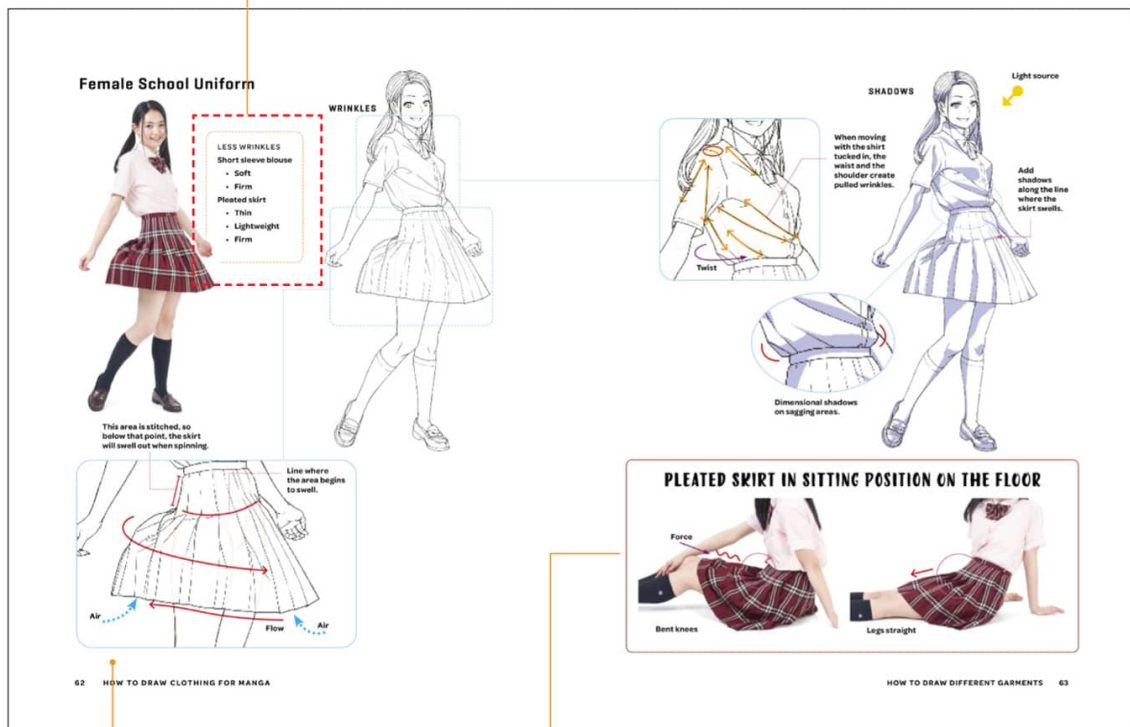 Female School Uniform
LESS WRINKLES
Short sleeve blouse
• Soft
• Firm
Pleated skirt
• Thin
• Lightweight
• Firm
WRINKLES
This area is stitched, so
below that point, the skirt
will swell out when spinning.
Line where
the area begins
to swell.
Air
Flow
Air
62 HOW TO DRAW CLOTHING FOR MANGA
SHADOWS
Light source
When moving
with the shirt
tucked in, the
waist and the
shoulder create
pulled wrinkles.
Twist
Add
shadows
along the line
where the
skirt swells.
Dimensional shadows
on sagging areas.
PLEATED SKIRT IN SITTING POSITION ON THE FLOOR
Force
Bent knees
Legs straight
HOW TO DRAW DIFFERENT GARMENTS 63